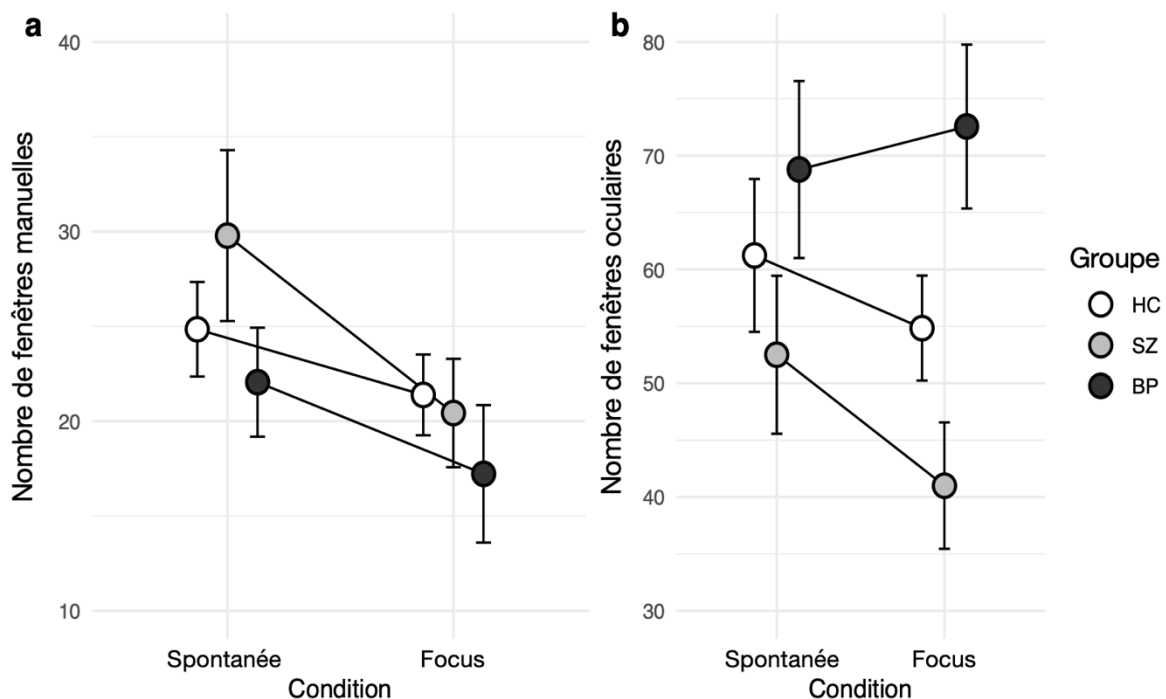 a
Nombre de fenêtres manuelles
40
30
20
10
Spontanée
Focus
Condition
b
Nombre de fenêtres oculaires
80
70
60
50
40
30
Spontanée
Focus
Condition
Groupe
HC
SZ
BP